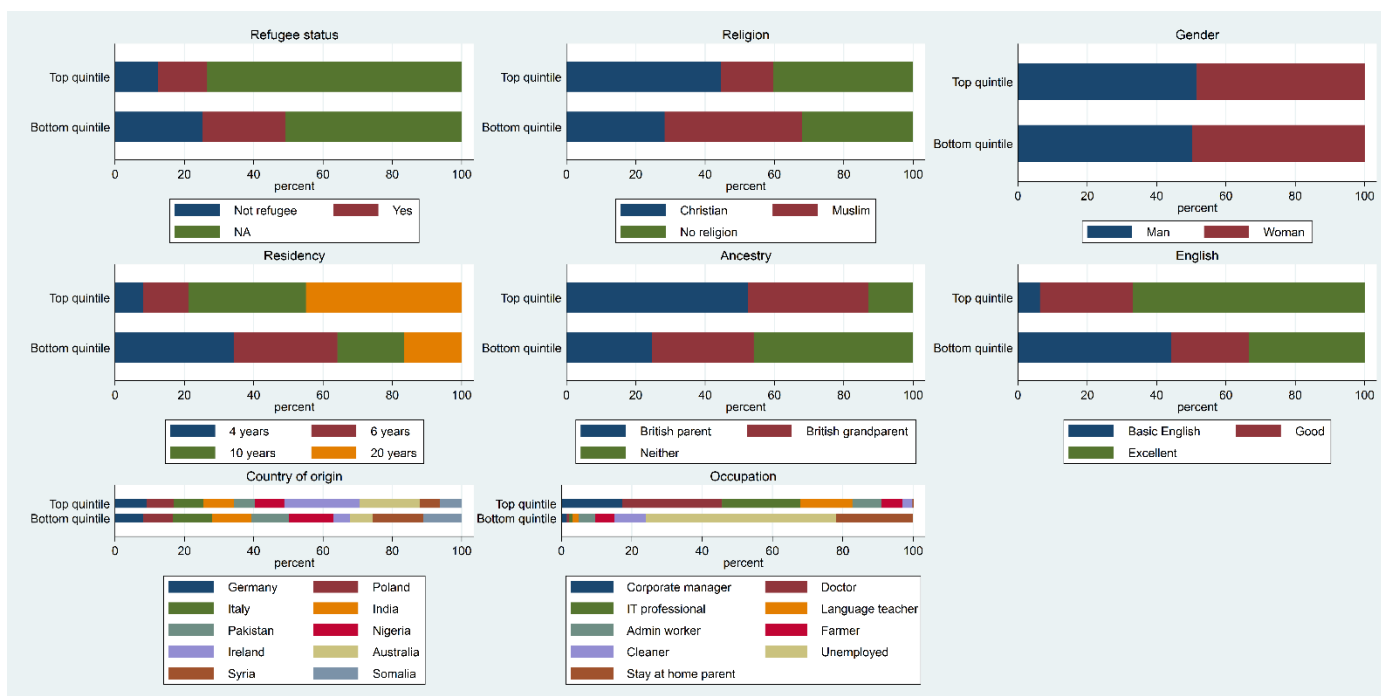 Refugee status
Top quintile
Bottom quintile
0 20 40 60 80 100
percent
Not refugee Yes
NA
Religion
Top quintile
Bottom quintile
0 20 40 60 80 100
percent
Christian Muslim
No religion
Gender
Top quintile
Bottom quintile
0 20 40 60 80 100
percent
Man Woman
Residency
Top quintile
Bottom quintile
0 20 40 60 80 100
percent
4 years 6 years
10 years 20 years
Ancestry
Top quintile
Bottom quintile
0 20 40 60 80 100
percent
British parent British grandparent
Neither
English
Top quintile
Bottom quintile
0 20 40 60 80 100
percent
Basic English Good
Excellent
Country of origin
Top quintile
Bottom quintile
0 20 40 60 80 100
percent
Germany Poland
Italy India
Pakistan Nigeria
Ireland Australia
Syria Somalia
Occupation
Top quintile
Bottom quintile
0 20 40 60 80 100
percent
Corporate manager Doctor
IT professional Language teacher
Admin worker Farmer
Cleaner Unemployed
Stay at home parent